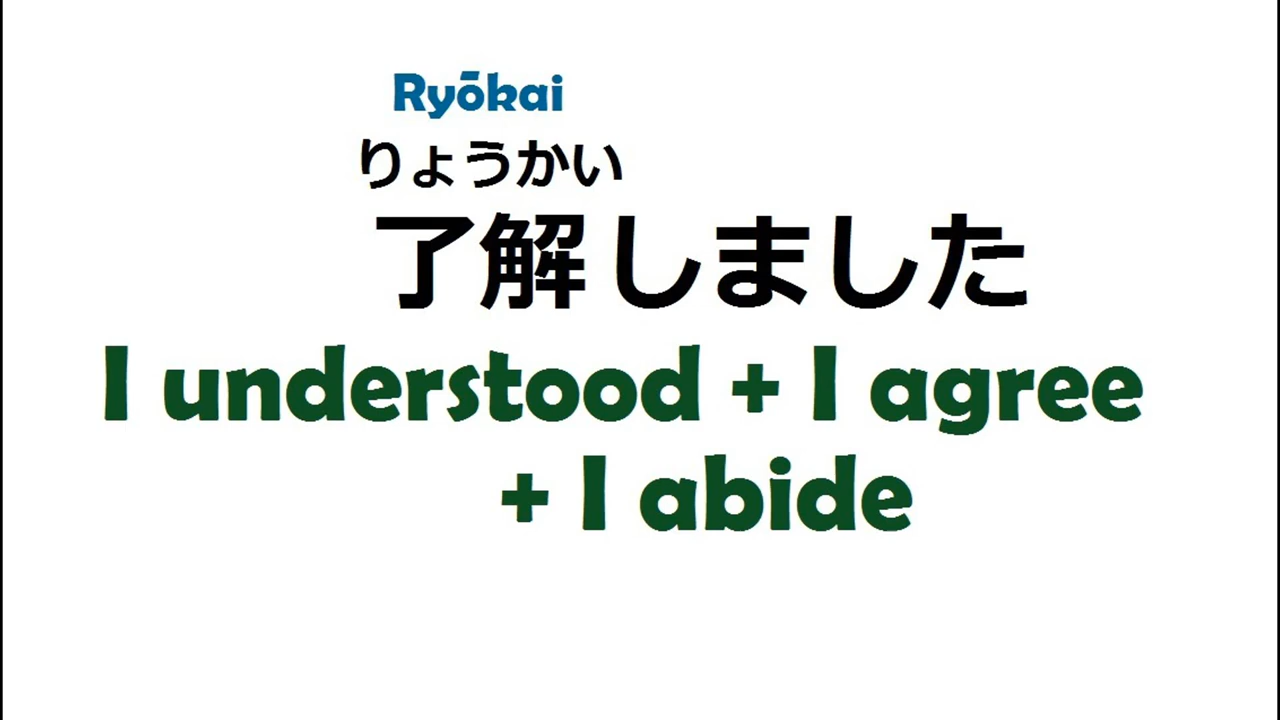 Ryōkai
りょうかい
了解しました
I understood + I agree
+ I abide